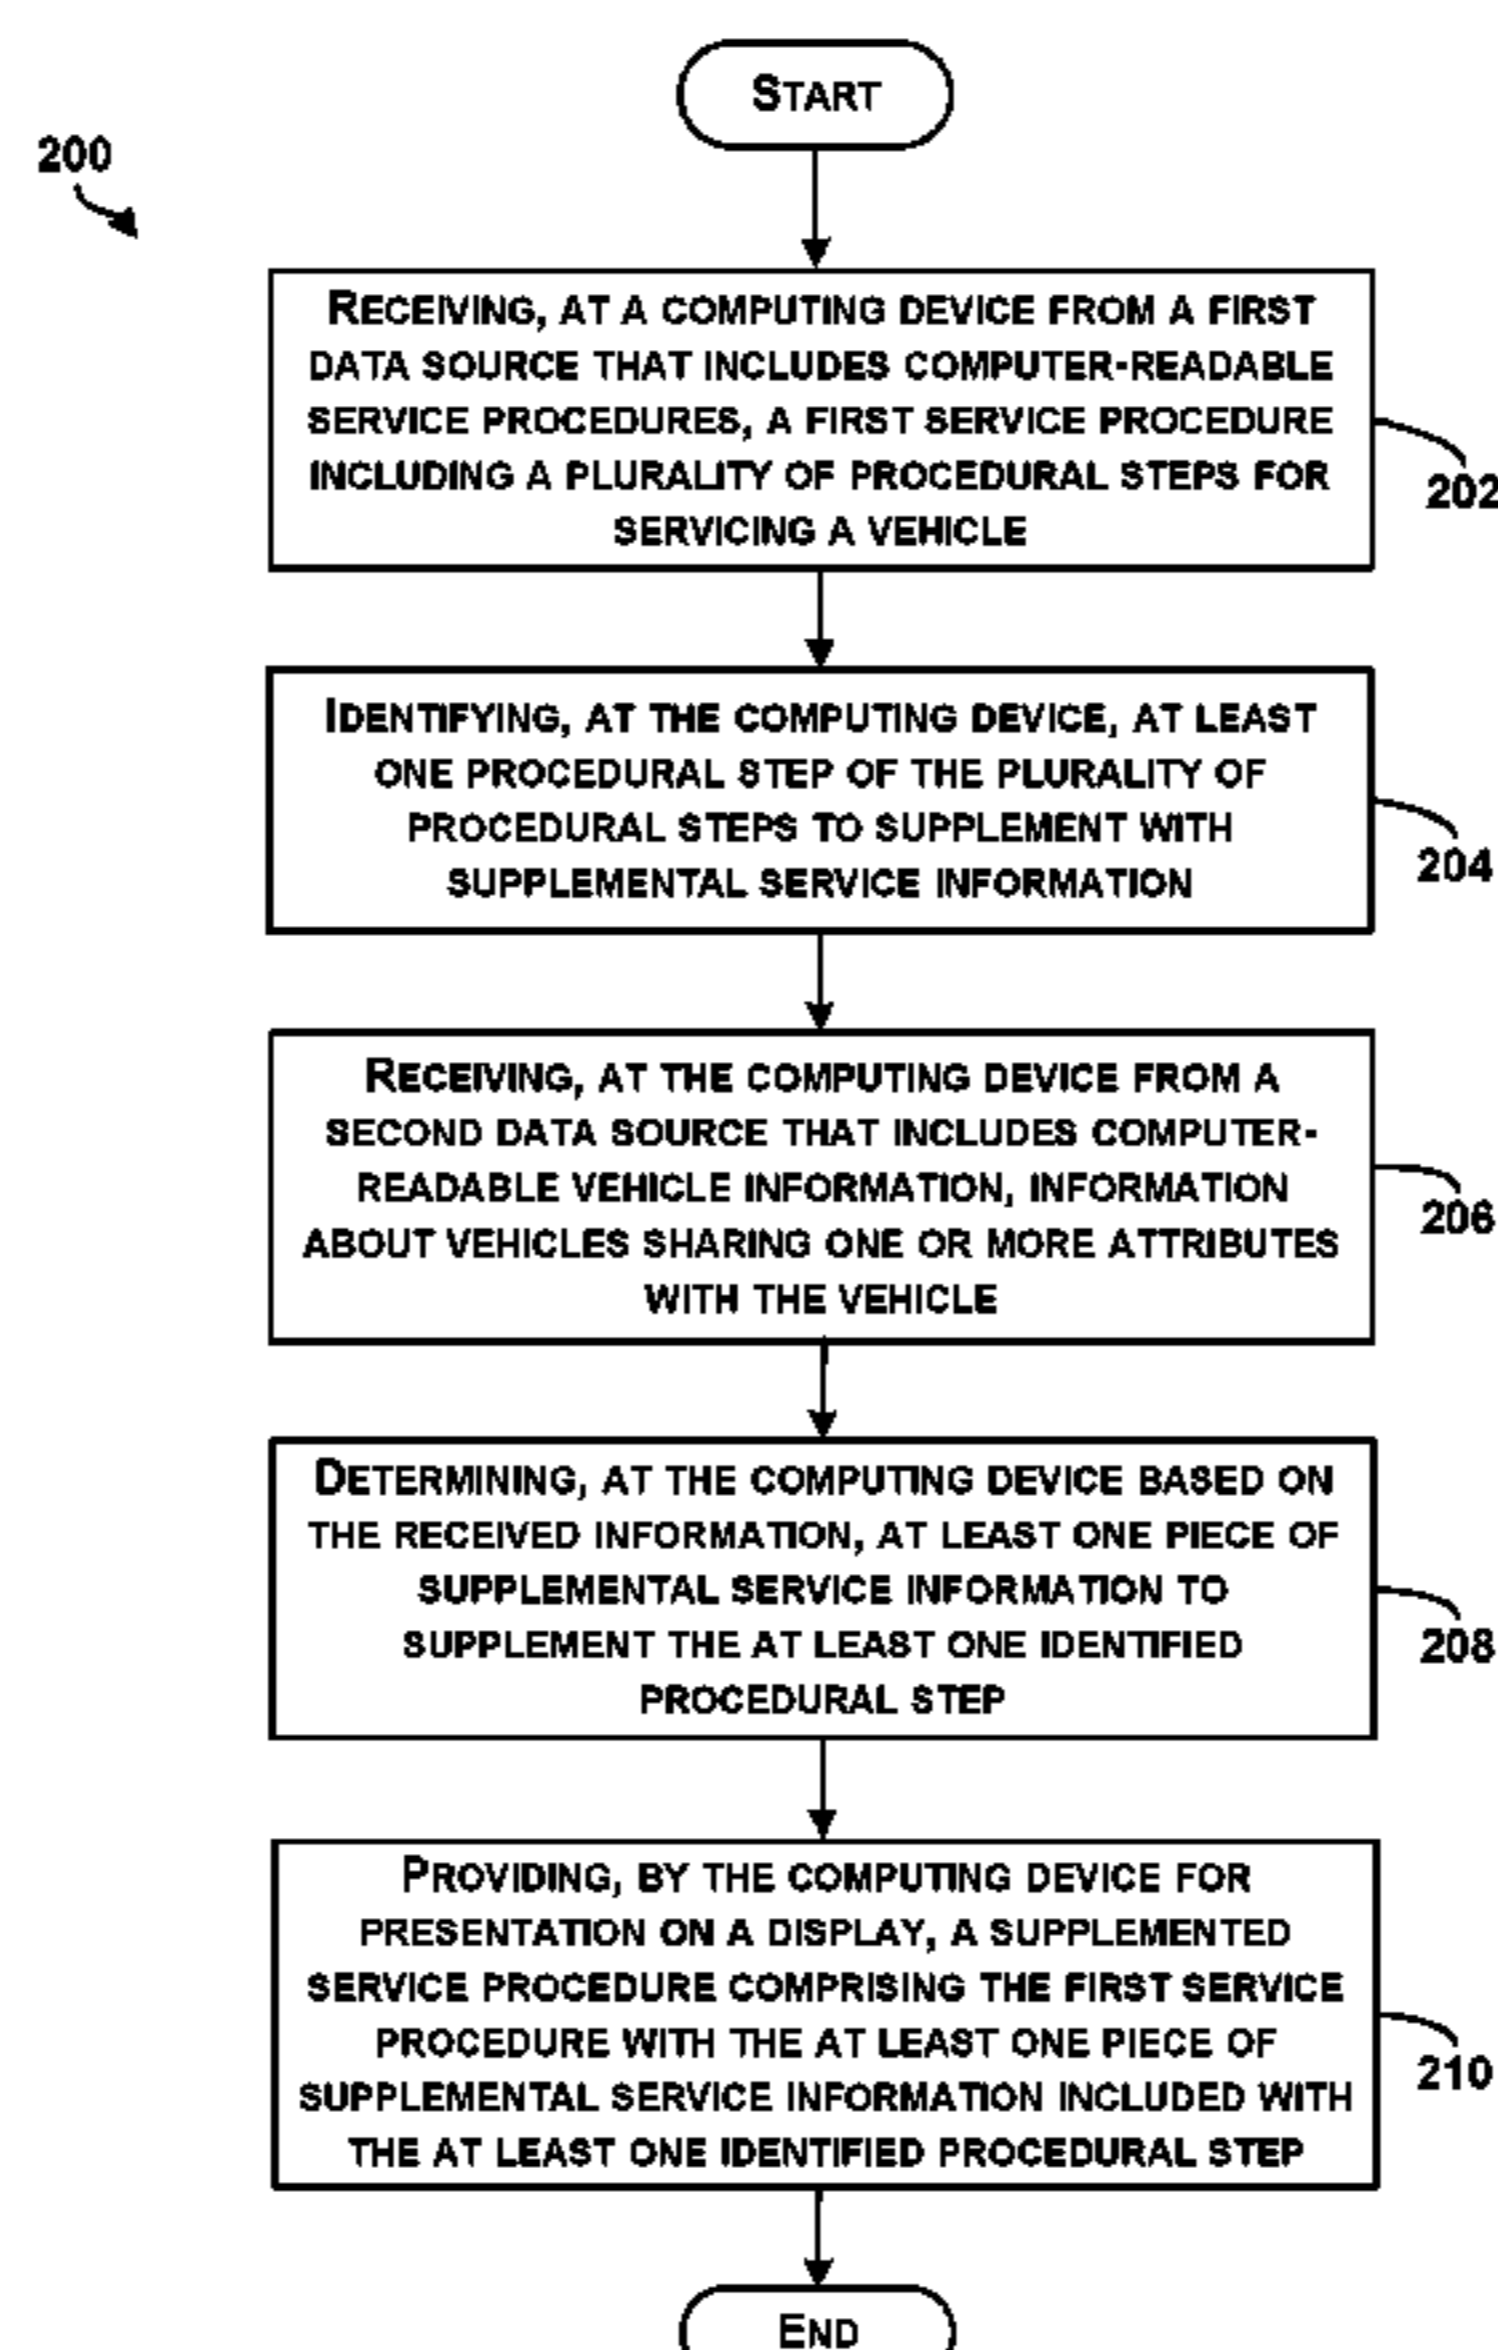 START
200
RECEIVING, AT A COMPUTING DEVICE FROM A FIRST
DATA SOURCE THAT INCLUDES COMPUTER-READABLE
SERVICE PROCEDURES, A FIRST SERVICE PROCEDURE
INCLUDING A PLURALITY OF PROCEDURAL STEPS FOR
SERVICING A VEHICLE
202
IDENTIFYING, AT THE COMPUTING DEVICE, AT LEAST
ONE PROCEDURAL STEP OF THE PLURALITY OF
PROCEDURAL STEPS TO SUPPLEMENT WITH
SUPPLEMENTAL SERVICE INFORMATION
204
RECEIVING, AT THE COMPUTING DEVICE FROM A
SECOND DATA SOURCE THAT INCLUDES COMPUTER-
READABLE VEHICLE INFORMATION, INFORMATION
ABOUT VEHICLES SHARING ONE OR MORE ATTRIBUTES
WITH THE VEHICLE
206
DETERMINING, AT THE COMPUTING DEVICE BASED ON
THE RECEIVED INFORMATION, AT LEAST ONE PIECE OF
SUPPLEMENTAL SERVICE INFORMATION TO
SUPPLEMENT THE AT LEAST ONE IDENTIFIED
PROCEDURAL STEP
208
PROVIDING, BY THE COMPUTING DEVICE FOR
PRESENTATION ON A DISPLAY, A SUPPLEMENTED
SERVICE PROCEDURE COMPRISING THE FIRST SERVICE
PROCEDURE WITH THE AT LEAST ONE PIECE OF
SUPPLEMENTAL SERVICE INFORMATION INCLUDED WITH
THE AT LEAST ONE IDENTIFIED PROCEDURAL STEP
210
END